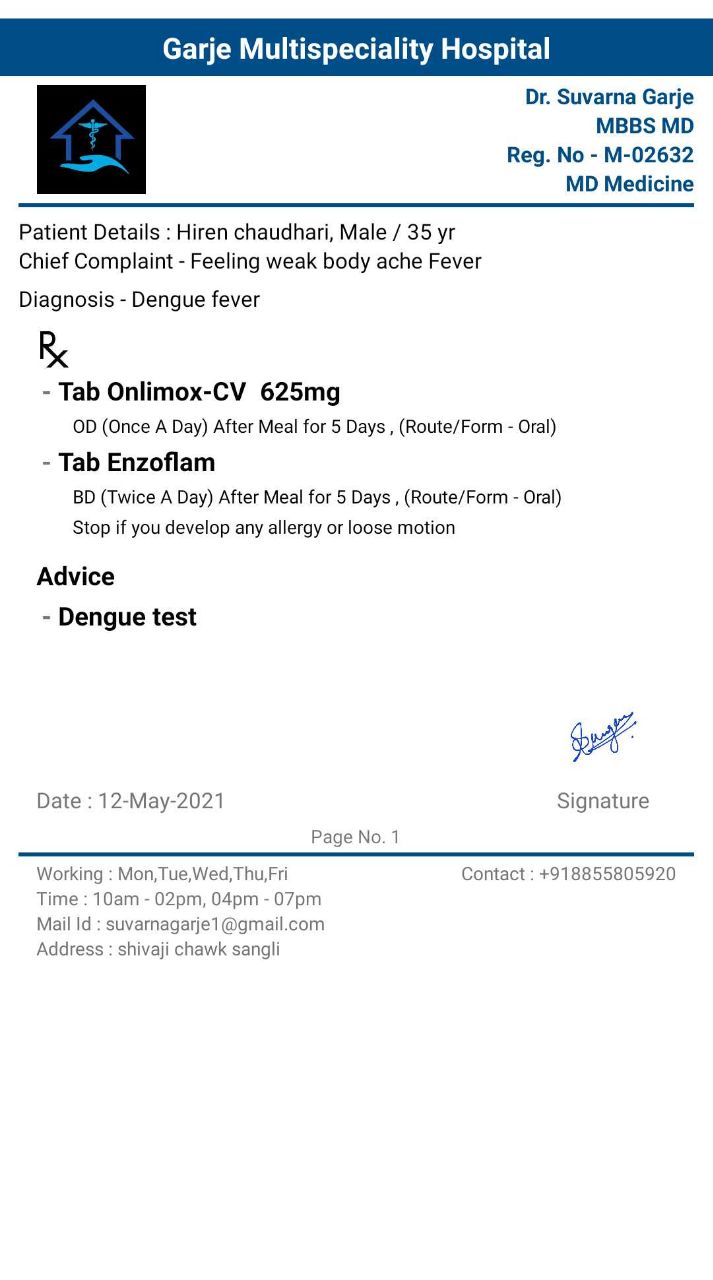 Garje Multispeciality Hospital
Dr. Suvarna Garje
MBBS MD
Reg. No - M-02632
MD Medicine
Patient Details : Hiren chaudhari, Male / 35 yr
Chief Complaint - Feeling weak body ache Fever
Diagnosis - Dengue fever
Rx
- Tab Onlimox-CV  625mg
OD (Once A Day) After Meal for 5 Days , (Route/Form - Oral)
- Tab Enzoflam
BD (Twice A Day) After Meal for 5 Days , (Route/Form - Oral)
Stop if you develop any allergy or loose motion
Advice
- Dengue test
Date : 12-May-2021
Signature
Page No. 1
Working : Mon,Tue,Wed,Thu,Fri
Contact : +918855805920
Time : 10am - 02pm, 04pm - 07pm
Mail Id : suvarnagarje1@gmail.com
Address : shivaji chawk sangli